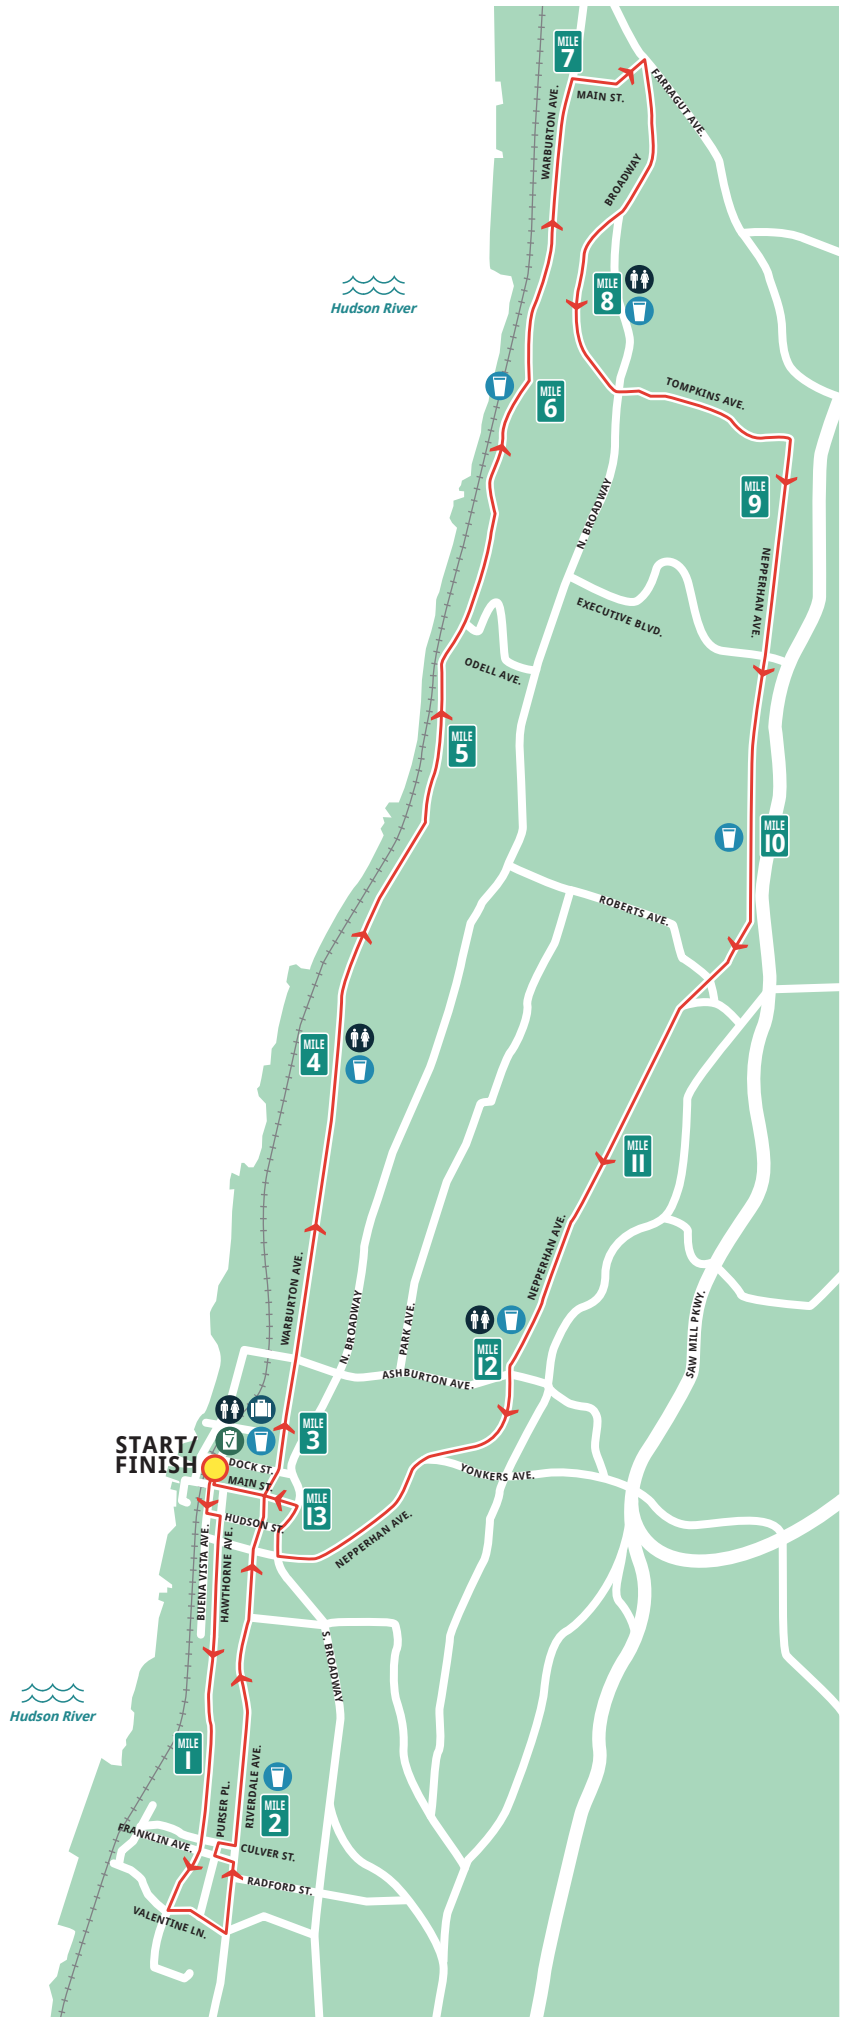 MILE
7
MAIN ST.
FARRAGUT AVE.
WARBURTON AVE.
BROADWAY
MILE
8
Hudson River
TOMPKINS AVE.
MILE
6
MILE
9
N. BROADWAY
NEPPERHAN AVE.
EXECUTIVE BLVD.
ODELL AVE.
MILE
5
MILE
10
ROBERTS AVE.
MILE
4
MILE
11
NEPPERHAN AVE.
WARBURTON AVE.
N. BROADWAY
PARK AVE.
SAW MILL PKWY.
MILE
12
ASHBURTON AVE.
MILE
3
START/
FINISH
DOCK ST.
MAIN ST.
YONKERS AVE.
MILE
13
HUDSON ST.
NEPPERHAN AVE.
BUENA VISTA AVE.
HAWTHORNE AVE.
S. BROADWAY
Hudson River
MILE
1
PURSER PL.
RIVERDALE AVE.
MILE
2
FRANKLIN AVE.
CULVER ST.
RADFORD ST.
VALENTINE LN.